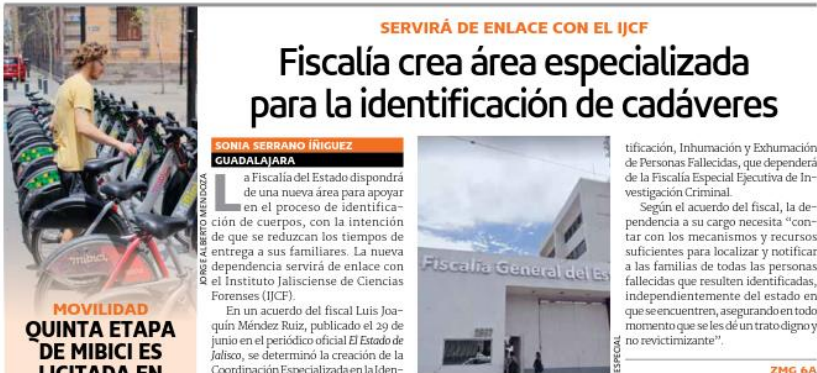 SERVIRÁ DE ENLACE CON EL IJCF
Fiscalía crea área especializada
para la identificación de cadáveres
SONIA SERRANO ÍÑIGUEZ
GUADALAJARA
La Fiscalía del Estado dispondrá
de una nueva área para apoyar
en el proceso de identifica-
ción de cuerpos, con la intención
de que se reduzcan los tiempos de
entrega a sus familiares. La nueva
dependencia servirá de enlace con
el Instituto Jalisciense de Ciencias
Forenses (IJCF).
En un acuerdo del fiscal Luis Joa-
quín Méndez Ruiz, publicado el 29 de
junio en el periódico oficial El Estado de
Jalisco, se determinó la creación de la
Coordinación Especializada en la Iden-
tificación, Inhumación y Exhumación
de Personas Fallecidas, que dependerá
de la Fiscalía Especial Ejecutiva de In-
vestigación Criminal.
Según el acuerdo del fiscal, la de-
pendencia a su cargo necesita “con-
tar con los mecanismos y recursos
suficientes para localizar y notificar
a las familias de todas las personas
fallecidas que resulten identificadas,
independientemente del estado en
que se encuentren, asegurando en todo
momento que se les dé un trato digno y
no revictimizante”.
ZMG 6A
Fiscalía General del Es
ESPECIAL
JORGE ALBERTO MENDOZA
mibici
MOVILIDAD
QUINTA ETAPA
DE MIBICI ES
LICITADA EN